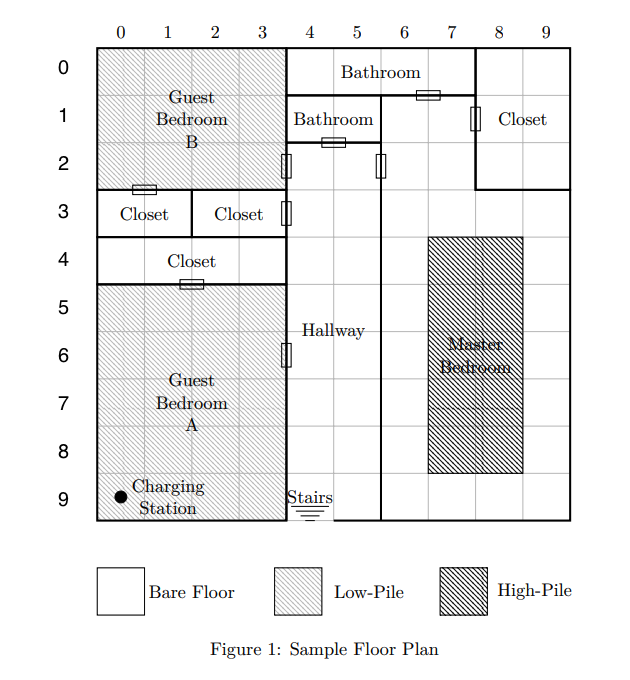 0 1 2 3 4 5 6 7 8 9
0
Bathroom
Guest
Bedroom
B
1
Bathroom
Closet
2
3
Closet
Closet
4
Closet
5
Hallway
6
Master
Bedroom
Guest
Bedroom
A
7
8
9
Charging
Station
Stairs
Bare Floor
Low-Pile
High-Pile
Figure 1: Sample Floor Plan